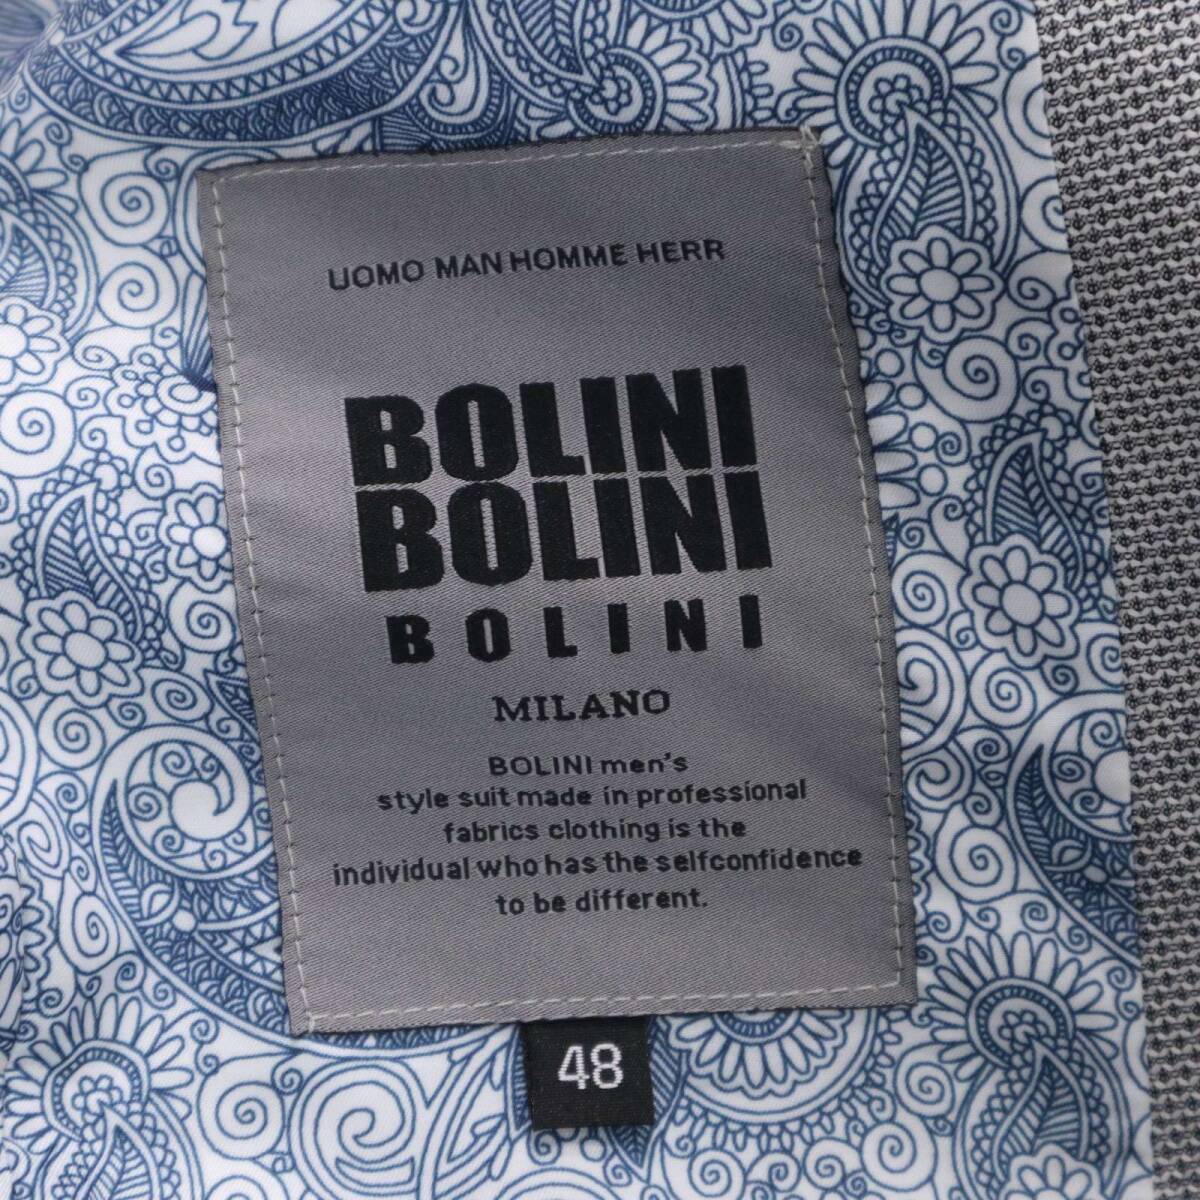 UOMO MAN HOMME HERR
BOLINI
BOLINI
BOLINI
MILANO
BOLINI men's
style suit made in professional
fabrics clothing is the
individual who has the selfconfidence
to be different.
48